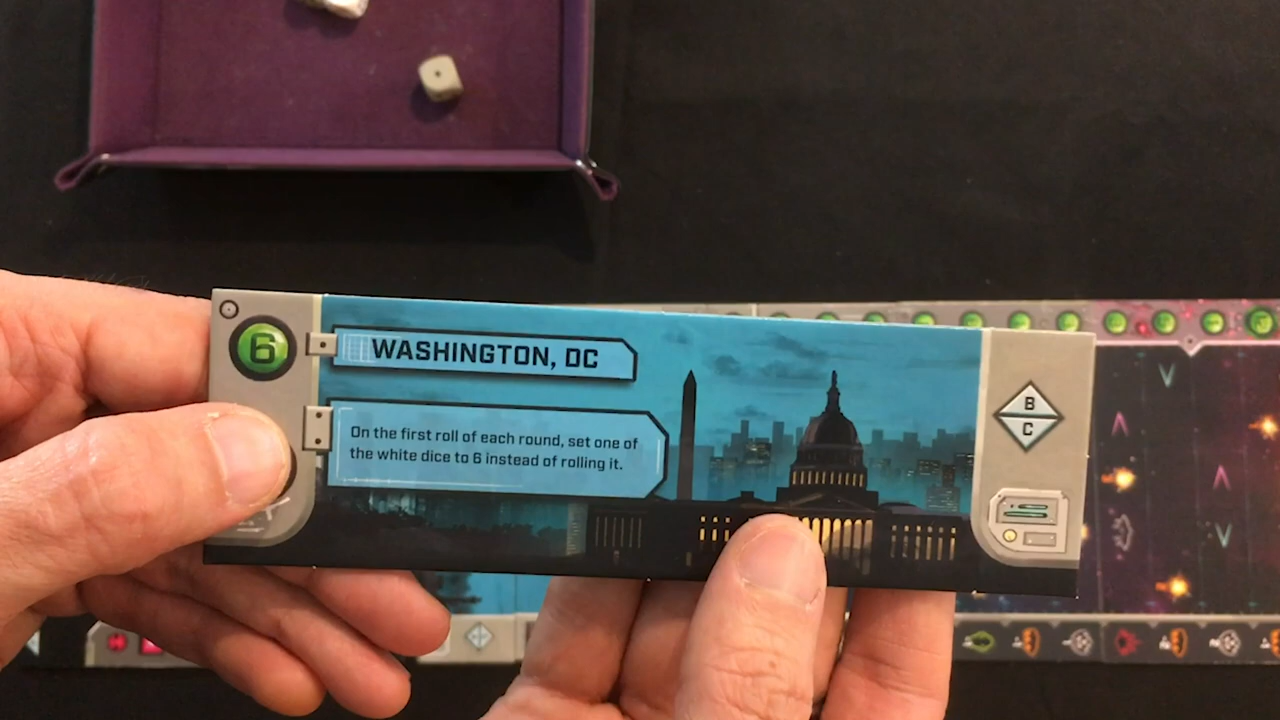 6
WASHINGTON, DC
On the first roll of each round, set one of
the white dice to 6 instead of rolling it.
B
C